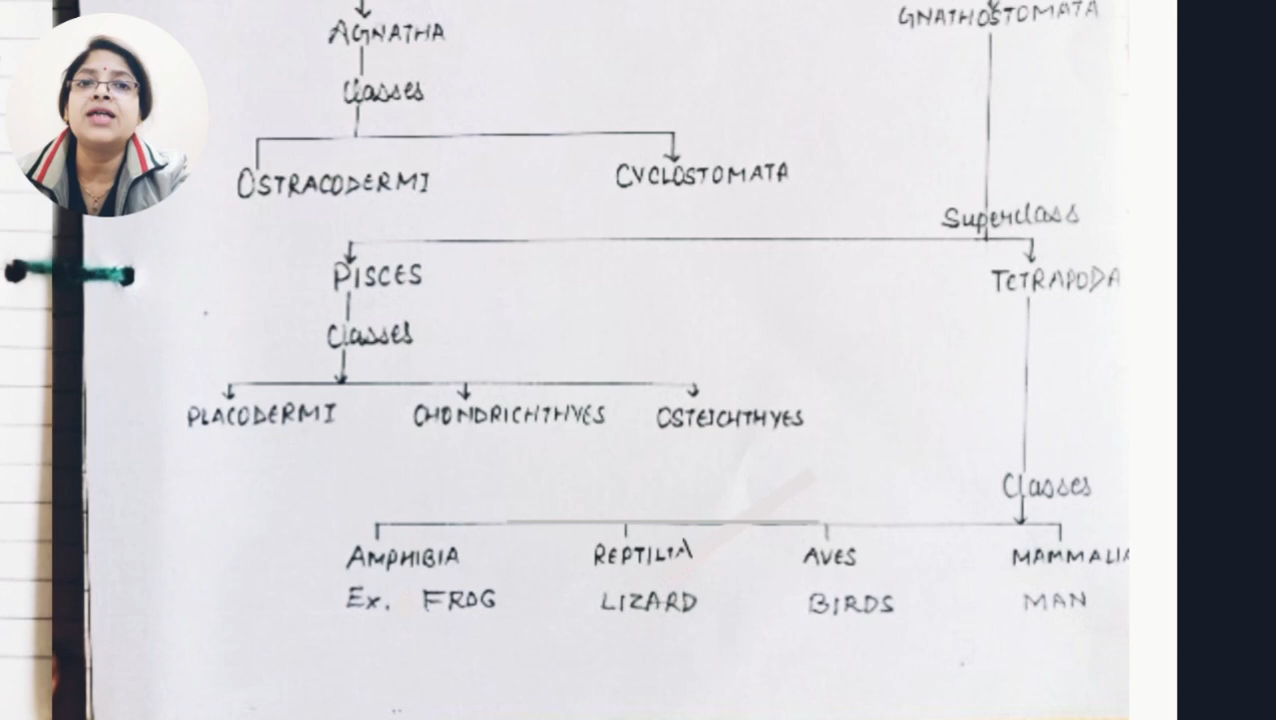 AGNATHA
GNATHOSTOMATA
Classes
OSTRACODERMI
CYCLOSTOMATA
Superclass
PISCES
TETRAPODA
Classes
PLACODERMI
CHONDRICHTHYES
OSTEICHTHYES
Classes
AMPHIBIA
REPTILIA
AVES
MAMMALIA
Ex. FROG
LIZARD
BIRDS
MAN